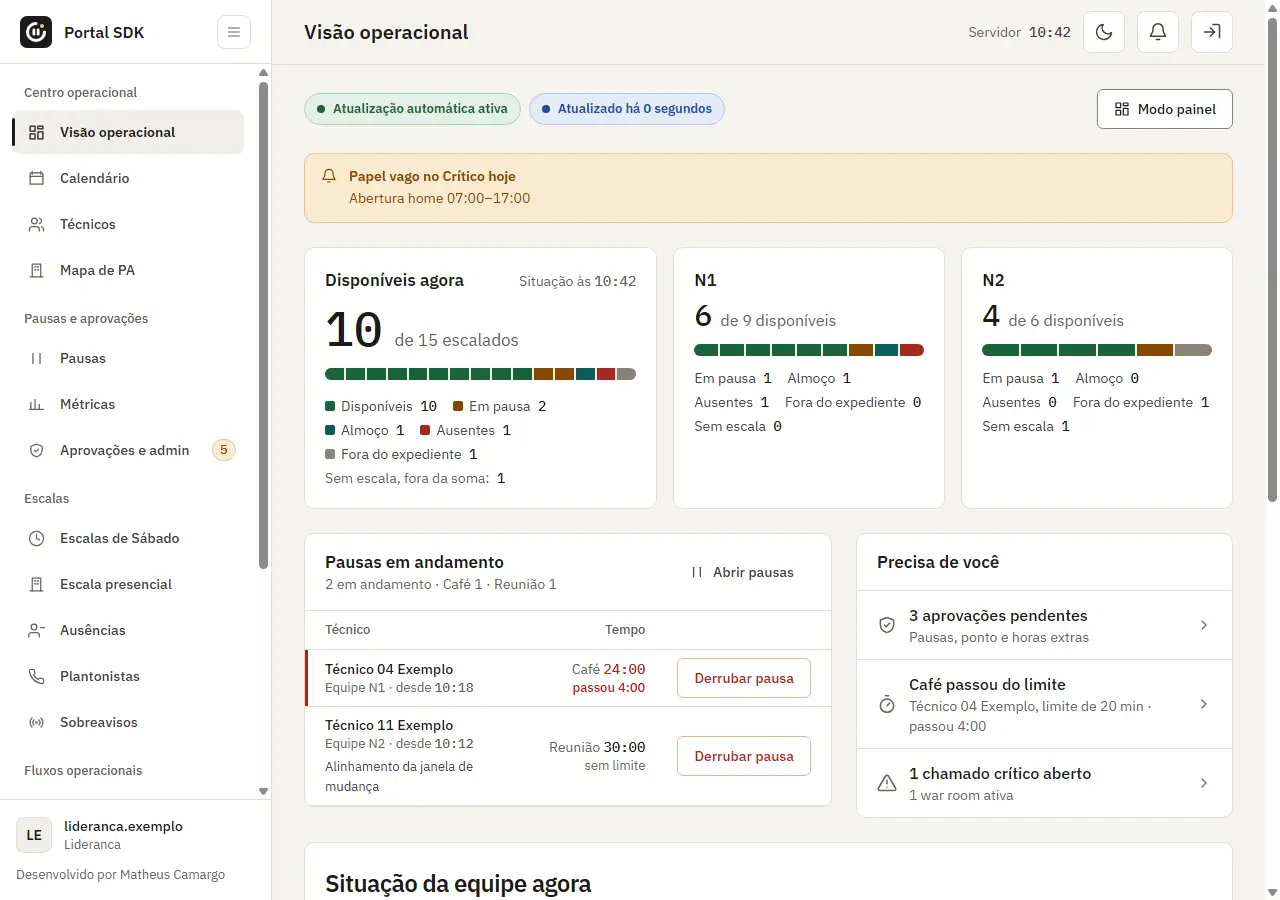 Portal SDK
Centro operacional
Visão operacional
Calendário
Técnicos
Mapa de PA
Pausas e aprovações
Pausas
Métricas
Aprovações e admin 5
Escalas
Escalas de Sábado
Escala presencial
Ausências
Plantonistas
Sobreavisos
Fluxos operacionais
LE
lideranca.exemplo
Lideranca
Desenvolvido por Matheus Camargo
Visão operacional
Servidor 10:42
Atualização automática ativa
Atualizado há 0 segundos
Modo painel
Papel vago no Crítico hoje
Abertura home 07:00–17:00
Disponíveis agora
Situação às 10:42
10 de 15 escalados
Disponíveis 10 Em pausa 2
Almoço 1 Ausentes 1
Fora do expediente 1
Sem escala, fora da soma: 1
N1
6 de 9 disponíveis
Em pausa 1 Almoço 1
Ausentes 1 Fora do expediente 0
Sem escala 0
N2
4 de 6 disponíveis
Em pausa 1 Almoço 0
Ausentes 0 Fora do expediente 1
Sem escala 1
Pausas em andamento
2 em andamento · Café 1 · Reunião 1
Abrir pausas
Técnico Tempo
Técnico 04 Exemplo
Equipe N1 · desde 10:18
Café 24:00
passou 4:00
Derrubar pausa
Técnico 11 Exemplo
Equipe N2 · desde 10:12
Alinhamento da janela de
mudança
Reunião 30:00
sem limite
Derrubar pausa
Precisa de você
3 aprovações pendentes
Pausas, ponto e horas extras
Café passou do limite
Técnico 04 Exemplo, limite de 20 min ·
passou 4:00
1 chamado crítico aberto
1 war room ativa
Situação da equipe agora